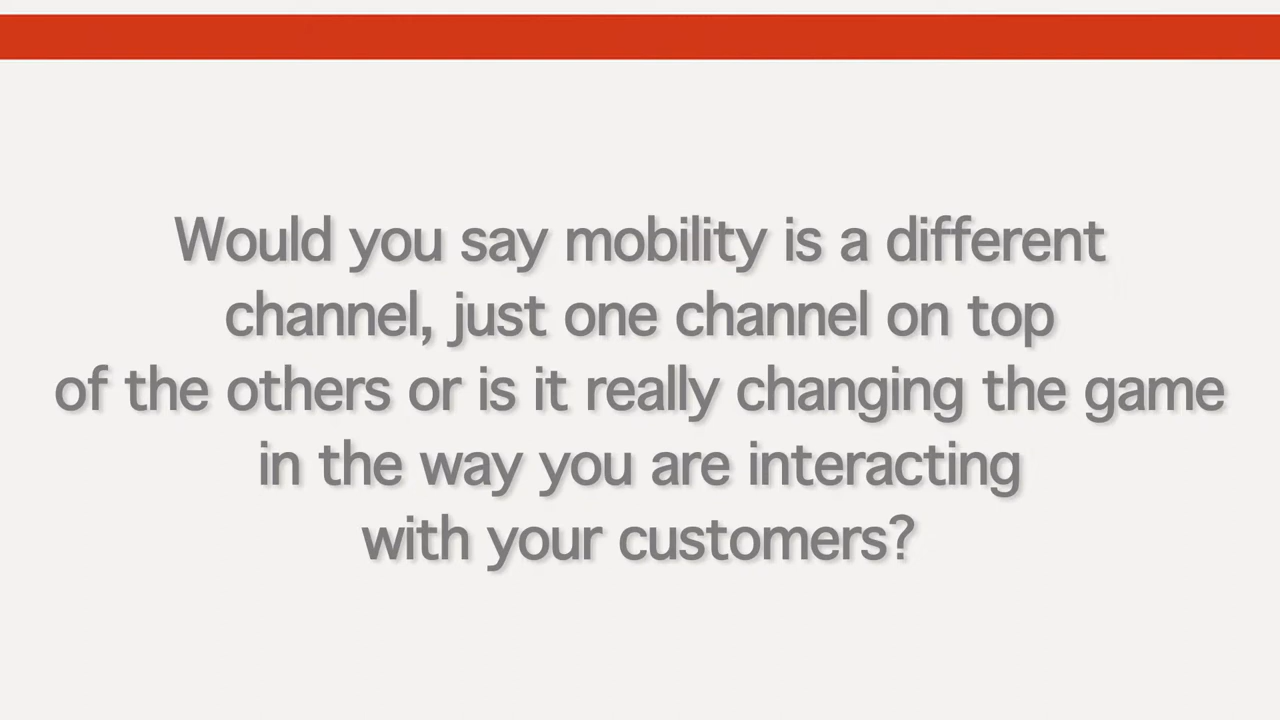 Would you say mobility is a different
channel, just one channel on top
of the others or is it really changing the game
in the way you are interacting
with your customers?